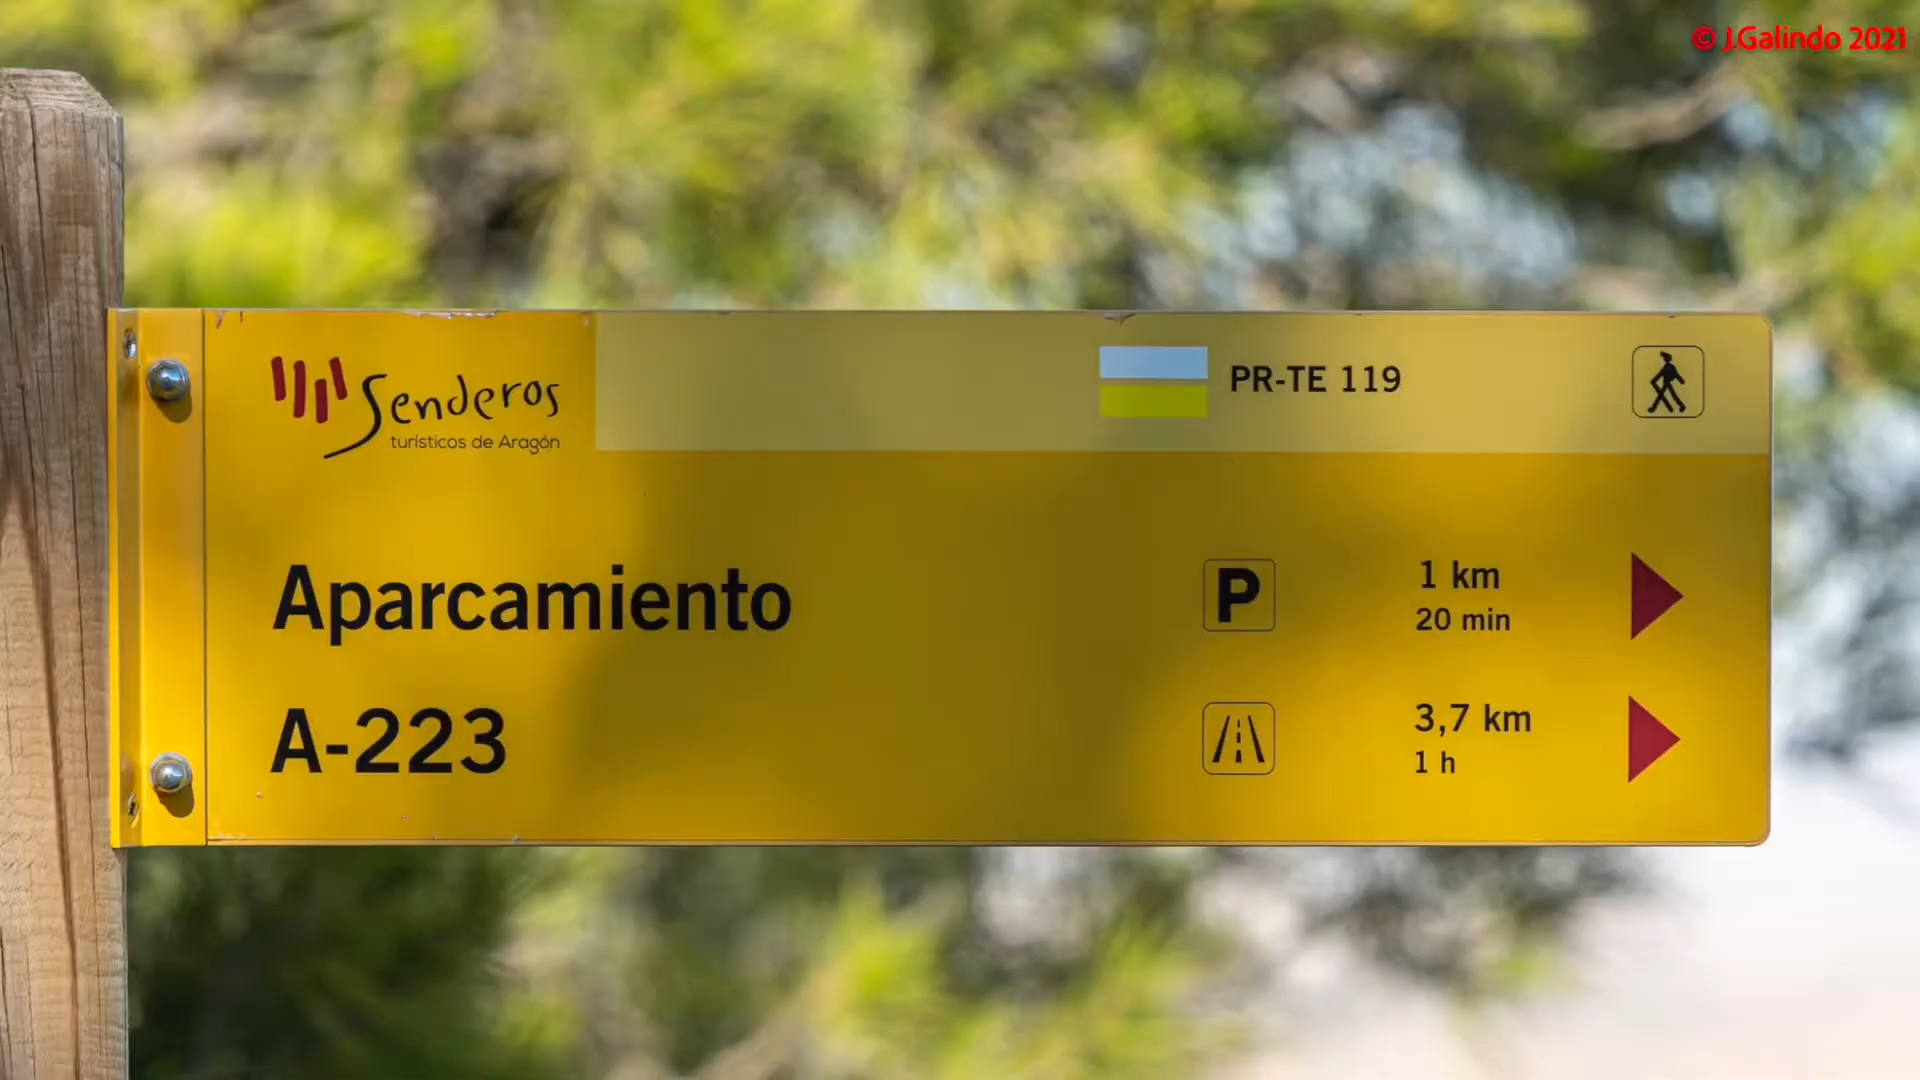 © J.Galindo 2021
Senderos
turísticos de Aragón
PR-TE 119
Aparcamiento
P
1 km
20 min
A-223
3,7 km
1 h